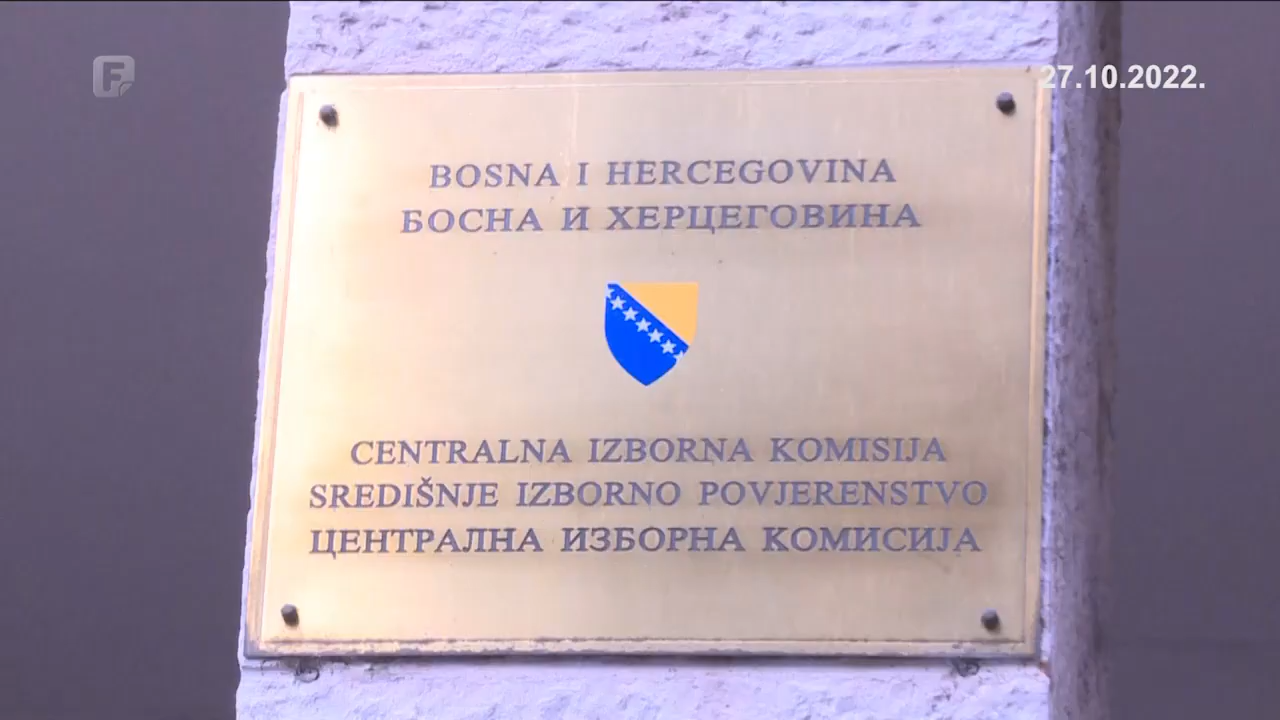 27.10.2022.
BOSNA I HERCEGOVINA
БОСНА И ХЕРЦЕГОВИНА
CENTRALNA IZBORNA KOMISIJA
SREDIŠNJE IZBORNO POVJERENSTVO
ЦЕНТРАЛНА ИЗБОРНА КОМИСИЈА